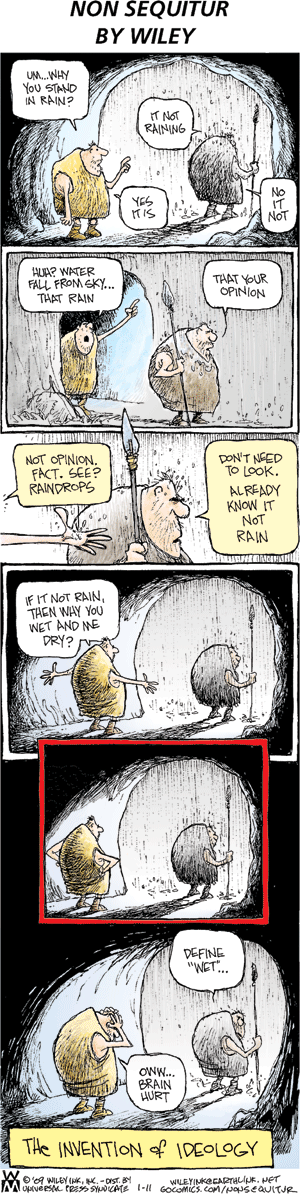 NON SEQUITUR
BY WILEY
UM...WHY
YOU STAND
IN RAIN?
IT NOT
RAINING
YES
IT IS
NO
IT
NOT
HUH? WATER
FALL FROM SKY...
THAT RAIN
THAT YOUR
OPINION
NOT OPINION.
FACT. SEE?
RAINDROPS
DON'T NEED
TO LOOK.
ALREADY
KNOW IT
NOT
RAIN
IF IT NOT RAIN,
THEN WHY YOU
WET AND ME
DRY?
DEFINE
"WET"...
OWW...
BRAIN
HURT
THE INVENTION of IDEOLOGY
© '09 WILEY INK, INC. - DIST. BY
UNIVERSAL PRESS SYNDICATE 1-11
WILEYINK@EARTHLINK.NET
GOCOMICS.COM/NONSEQUITUR